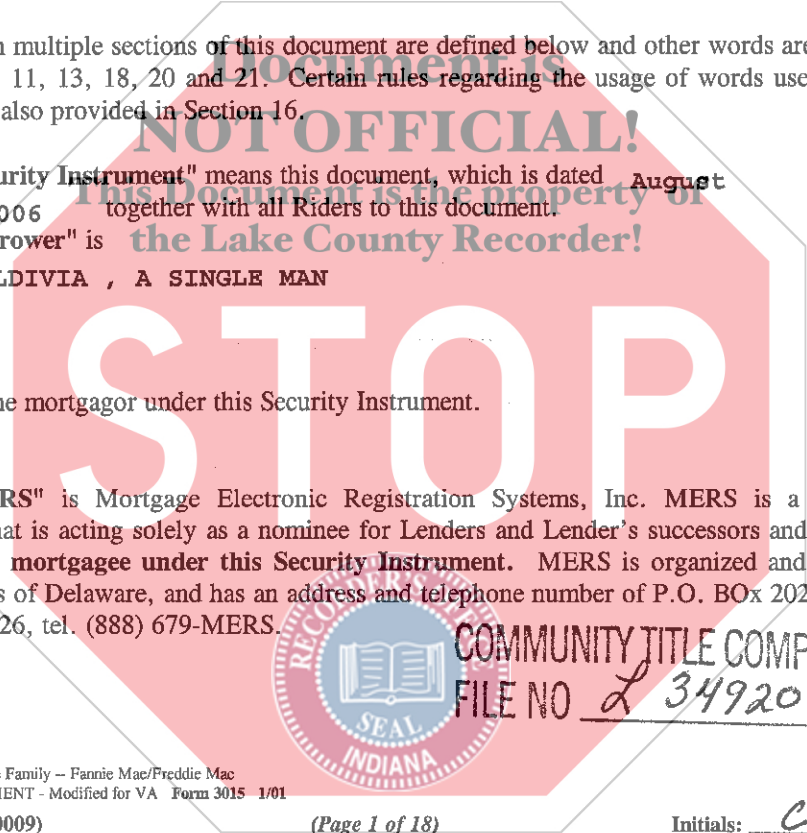 multiple sections of this document are defined below and other words are
11, 13, 18, 20 and 21. Certain rules regarding the usage of words use
also provided in Section 16.
Document is
NOT OFFICIAL!
This Document is the property of
the Lake County Recorder!
urity Instrument" means this document, which is dated August
006 together with all Riders to this document.
rower" is
LDIVIA , A SINGLE MAN
STOP
he mortgagor under this Security Instrument.
RS" is Mortgage Electronic Registration Systems, Inc. MERS is a
hat is acting solely as a nominee for Lenders and Lender's successors and
mortgagee under this Security Instrument. MERS is organized and
s of Delaware, and has an address and telephone number of P.O. BOx 202
26, tel. (888) 679-MERS.
RECORDER'S
SEAL
INDIANA
COMMUNITY TITLE COMP
FILE NO L 34920
Family -- Fannie Mae/Freddie Mac
MENT - Modified for VA Form 3015 1/01
0009) (Page 1 of 18) Initials: C